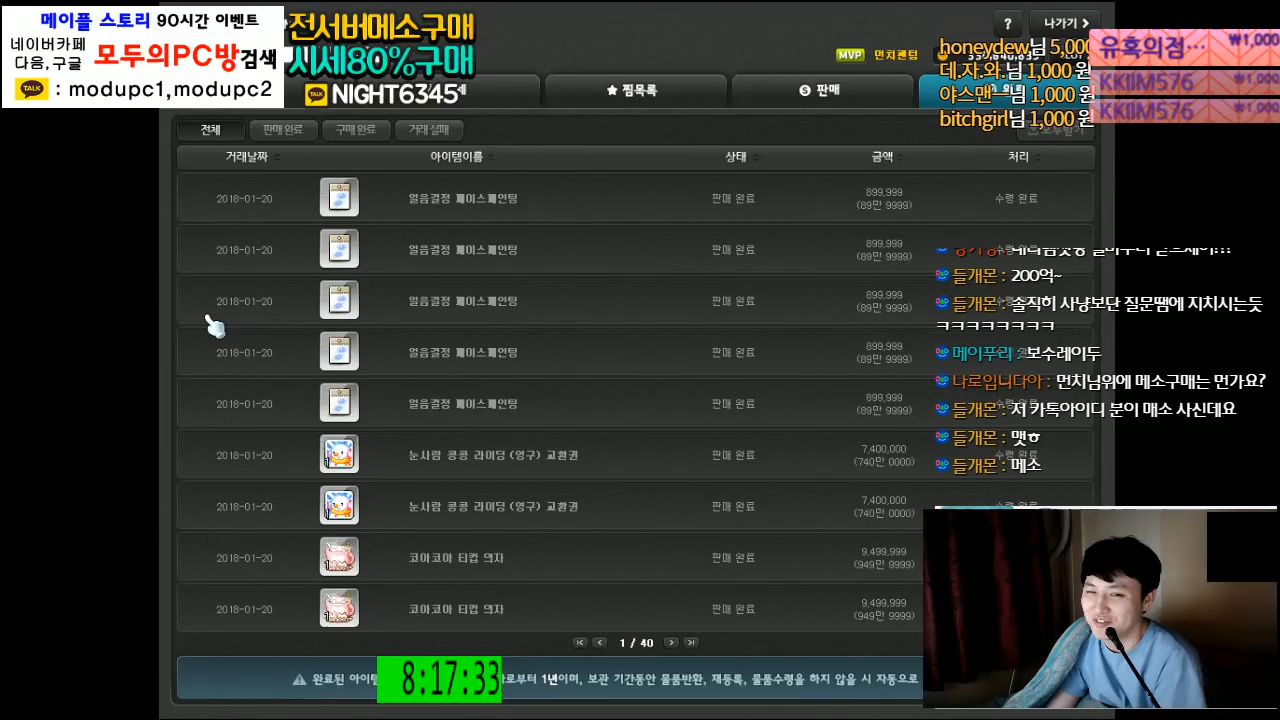 메이플 스토리 90시간 이벤트
네이버카페
다음,구글
모두의PC방검색
TALK : modupc1,modupc2
전서버메소구매
시세80%구매
TALK NIGHT6345
?
나가기
MVP 먼치켄텀
honeydew님 5,000
데.자.와.님 1,000 원
야스맨一님 1,000 원
bitchgirl님 1,000 원
유혹의점… ₩1,000
KKIIM576 ₩1,000
KKIIM576 ₩1,000
찜목록
판매
전체
판매 완료
구매 완료
거래 실패
거래날짜
아이템이름
상태
금액
처리
2018-01-20 얼음결정 페이스페인팅 판매 완료 899,999 수령 완료
(89만 9999)
2018-01-20 얼음결정 페이스페인팅 판매 완료 899,999
(89만 9999)
2018-01-20 얼음결정 페이스페인팅 판매 완료 899,999
(89만 9999)
2018-01-20 얼음결정 페이스페인팅 판매 완료 899,999
(89만 9999)
2018-01-20 얼음결정 페이스페인팅 판매 완료 899,999
(89만 9999)
2018-01-20 눈사람 콩콩 라이딩 (영구) 교환권 판매 완료 7,400,000
(740만 0000)
2018-01-20 눈사람 콩콩 라이딩 (영구) 교환권 판매 완료 7,400,000
(740만 0000)
2018-01-20 코아코아 티컵 의자 판매 완료 9,499,999
(949만 9999)
2018-01-20 코아코아 티컵 의자 판매 완료 9,499,999
(949만 9999)
들개몬 : 200억~
들개몬 : 솔직히 사냥보단 질문땜에 지치시는듯
ㅋㅋㅋㅋㅋㅋㅋㅋ
메이푸리 : 보수레이두
나로입니다아 : 먼치님위에 메소구매는 먼가요?
들개몬 : 저 카톡아이디 분이 매소 사신데요
들개몬 : 맷ㅎ
들개몬 : 메소
1 / 40
완료된 아이템
로부터 1년이며, 보관 기간동안 물품반환, 재등록, 물품수령을 하지 않을 시 자동으로
8:17:33